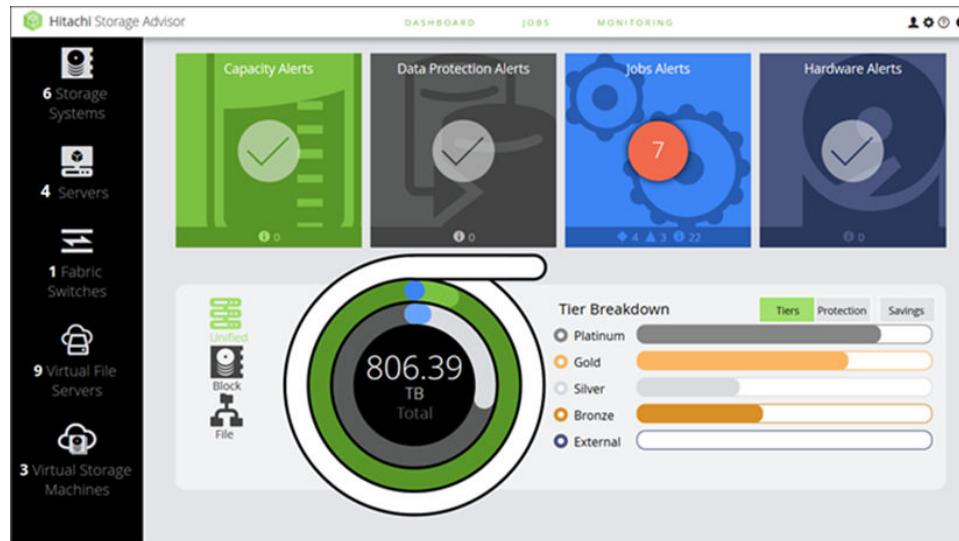 Hitachi Storage Advisor
DASHBOARD JOBS MONITORING
6 Storage
Systems
4 Servers
1 Fabric
Switches
9 Virtual File
Servers
3 Virtual Storage
Machines
Capacity Alerts
0
Data Protection Alerts
0
Jobs Alerts
7
4 3 22
Hardware Alerts
0
Unified
Block
File
806.39
TB
Total
Tier Breakdown
Tiers Protection Savings
Platinum
Gold
Silver
Bronze
External